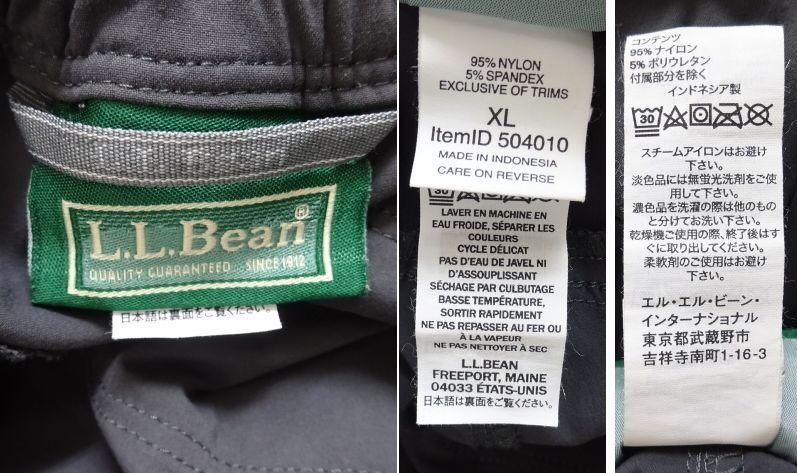 L.L.Bean®
QUALITY GUARANTEED SINCE 1912
日本語は裏面をご覧ください。
95% NYLON
5% SPANDEX
EXCLUSIVE OF TRIMS
XL
ItemID 504010
MADE IN INDONESIA
CARE ON REVERSE
30
LAVER EN MACHINE EN
EAU FROIDE, SÉPARER LES
COULEURS
CYCLE DÉLICAT
PAS D'EAU DE JAVEL NI
D'ASSOUPLISSANT
SÉCHAGE PAR CULBUTAGE
BASSE TEMPÉRATURE,
SORTIR RAPIDEMENT
NE PAS REPASSER AU FER OU
À LA VAPEUR
NE PAS NETTOYER À SEC
L.L.BEAN
FREEPORT, MAINE
04033 ÉTATS-UNIS
日本語は裏面をご覧ください。
コンテンツ
95% ナイロン
5% ポリウレタン
付属部分を除く
インドネシア製
30
スチームアイロンはお避け
下さい。
淡色品には無蛍光洗剤をご使
用して下さい。
濃色品を洗濯の際は他のもの
と分けてお洗い下さい。
乾燥機ご使用の際、終了後はす
ぐに取り出してください。
柔軟剤のご使用はお避け
下さい。
エル・エル・ビーン・
インターナショナル
東京都武蔵野市
吉祥寺南町1-16-3